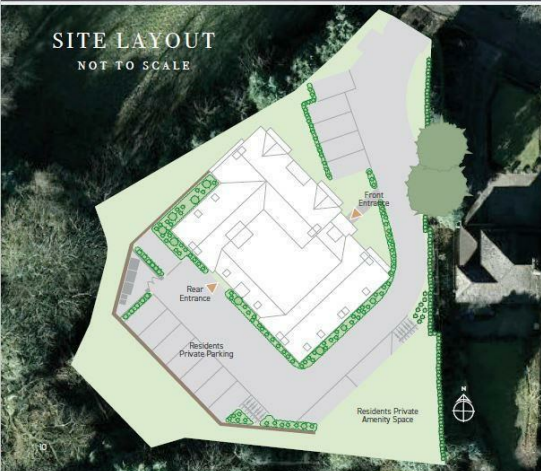 SITE LAYOUT
NOT TO SCALE
Front
Entrance
Rear
Entrance
Residents
Private Parking
Residents Private
Amenity Space
N
10